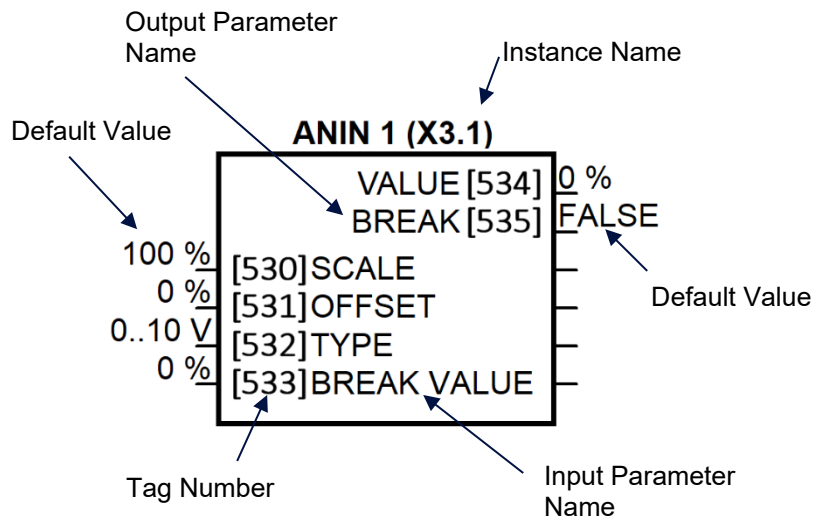 Output Parameter
Name
Instance Name
Default Value
ANIN 1 (X3.1)
VALUE [534] 0 %
BREAK [535] FALSE
100 % [530] SCALE
0 % [531] OFFSET
Default Value
0..10 V [532] TYPE
0 % [533] BREAK VALUE
Tag Number
Input Parameter
Name